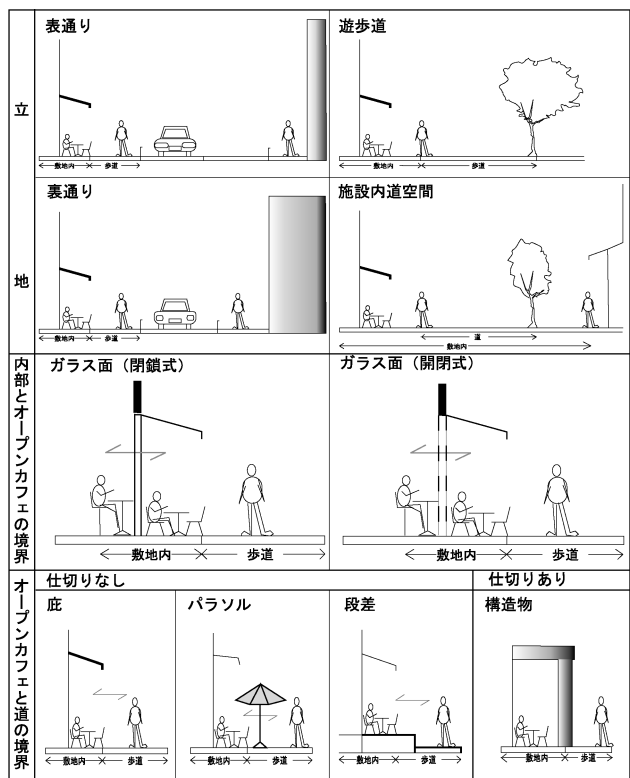 立地
表通り
敷地内
歩道
遊歩道
敷地内
歩道
裏通り
敷地内
歩道
施設内道空間
道
敷地内
内部とオープンカフェの境界
ガラス面（閉鎖式）
敷地内
歩道
ガラス面（開閉式）
敷地内
歩道
オープンカフェと道の境界
仕切りなし
仕切りあり
庇
敷地内
歩道
パラソル
敷地内
歩道
段差
敷地内
歩道
構造物
敷地内
歩道